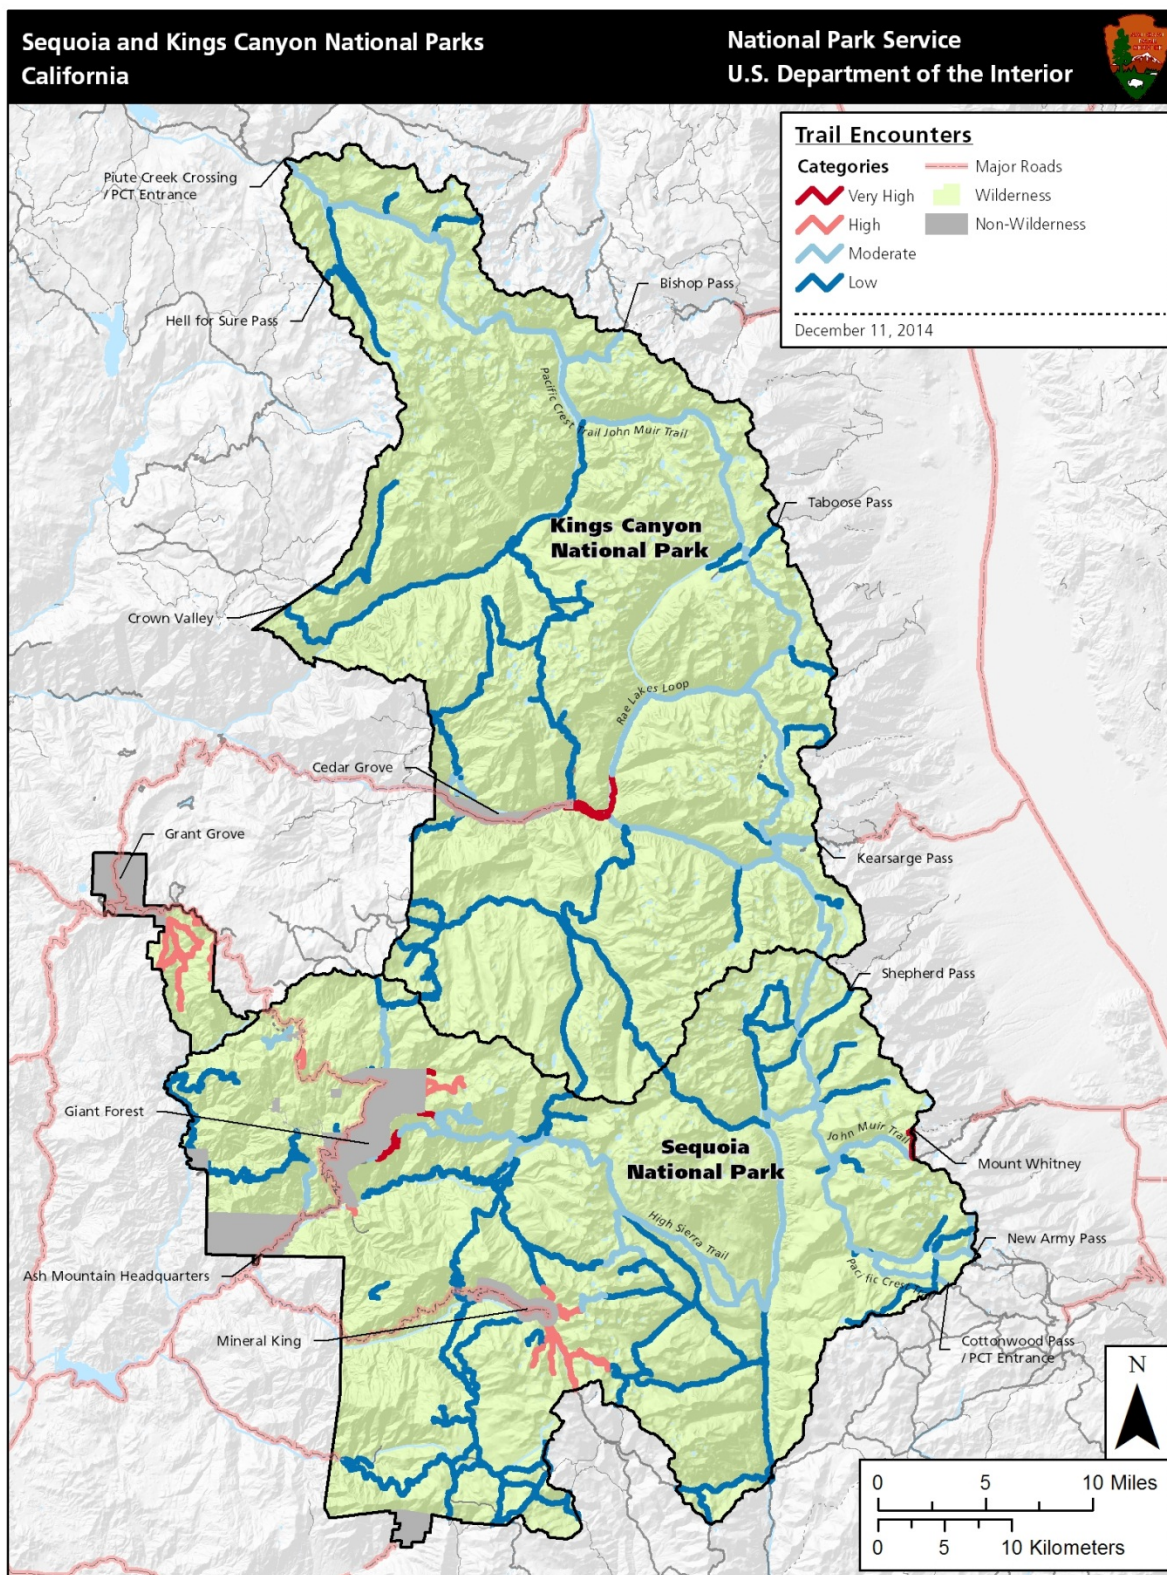 Sequoia and Kings Canyon National Parks
California
National Park Service
U.S. Department of the Interior
Trail Encounters
Categories
Very High
High
Moderate
Low
Major Roads
Wilderness
Non-Wilderness
December 11, 2014
Piute Creek Crossing
/ PCT Entrance
Bishop Pass
Hell for Sure Pass
Pacific Crest Trail John Muir Trail
Taboose Pass
Kings Canyon
National Park
Crown Valley
Rae Lakes Loop
Cedar Grove
Grant Grove
Kearsarge Pass
Shepherd Pass
Giant Forest
John Muir Trail
Sequoia
National Park
Mount Whitney
High Sierra Trail
New Army Pass
Pacific Crest
Ash Mountain Headquarters
Mineral King
Cottonwood Pass
/ PCT Entrance
N
0 5 10 Miles
0 5 10 Kilometers